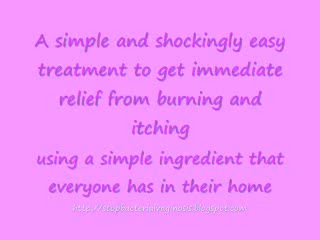 A simple and shockingly easy
treatment to get immediate
relief from burning and
itching
using a simple ingredient that
everyone has in their home